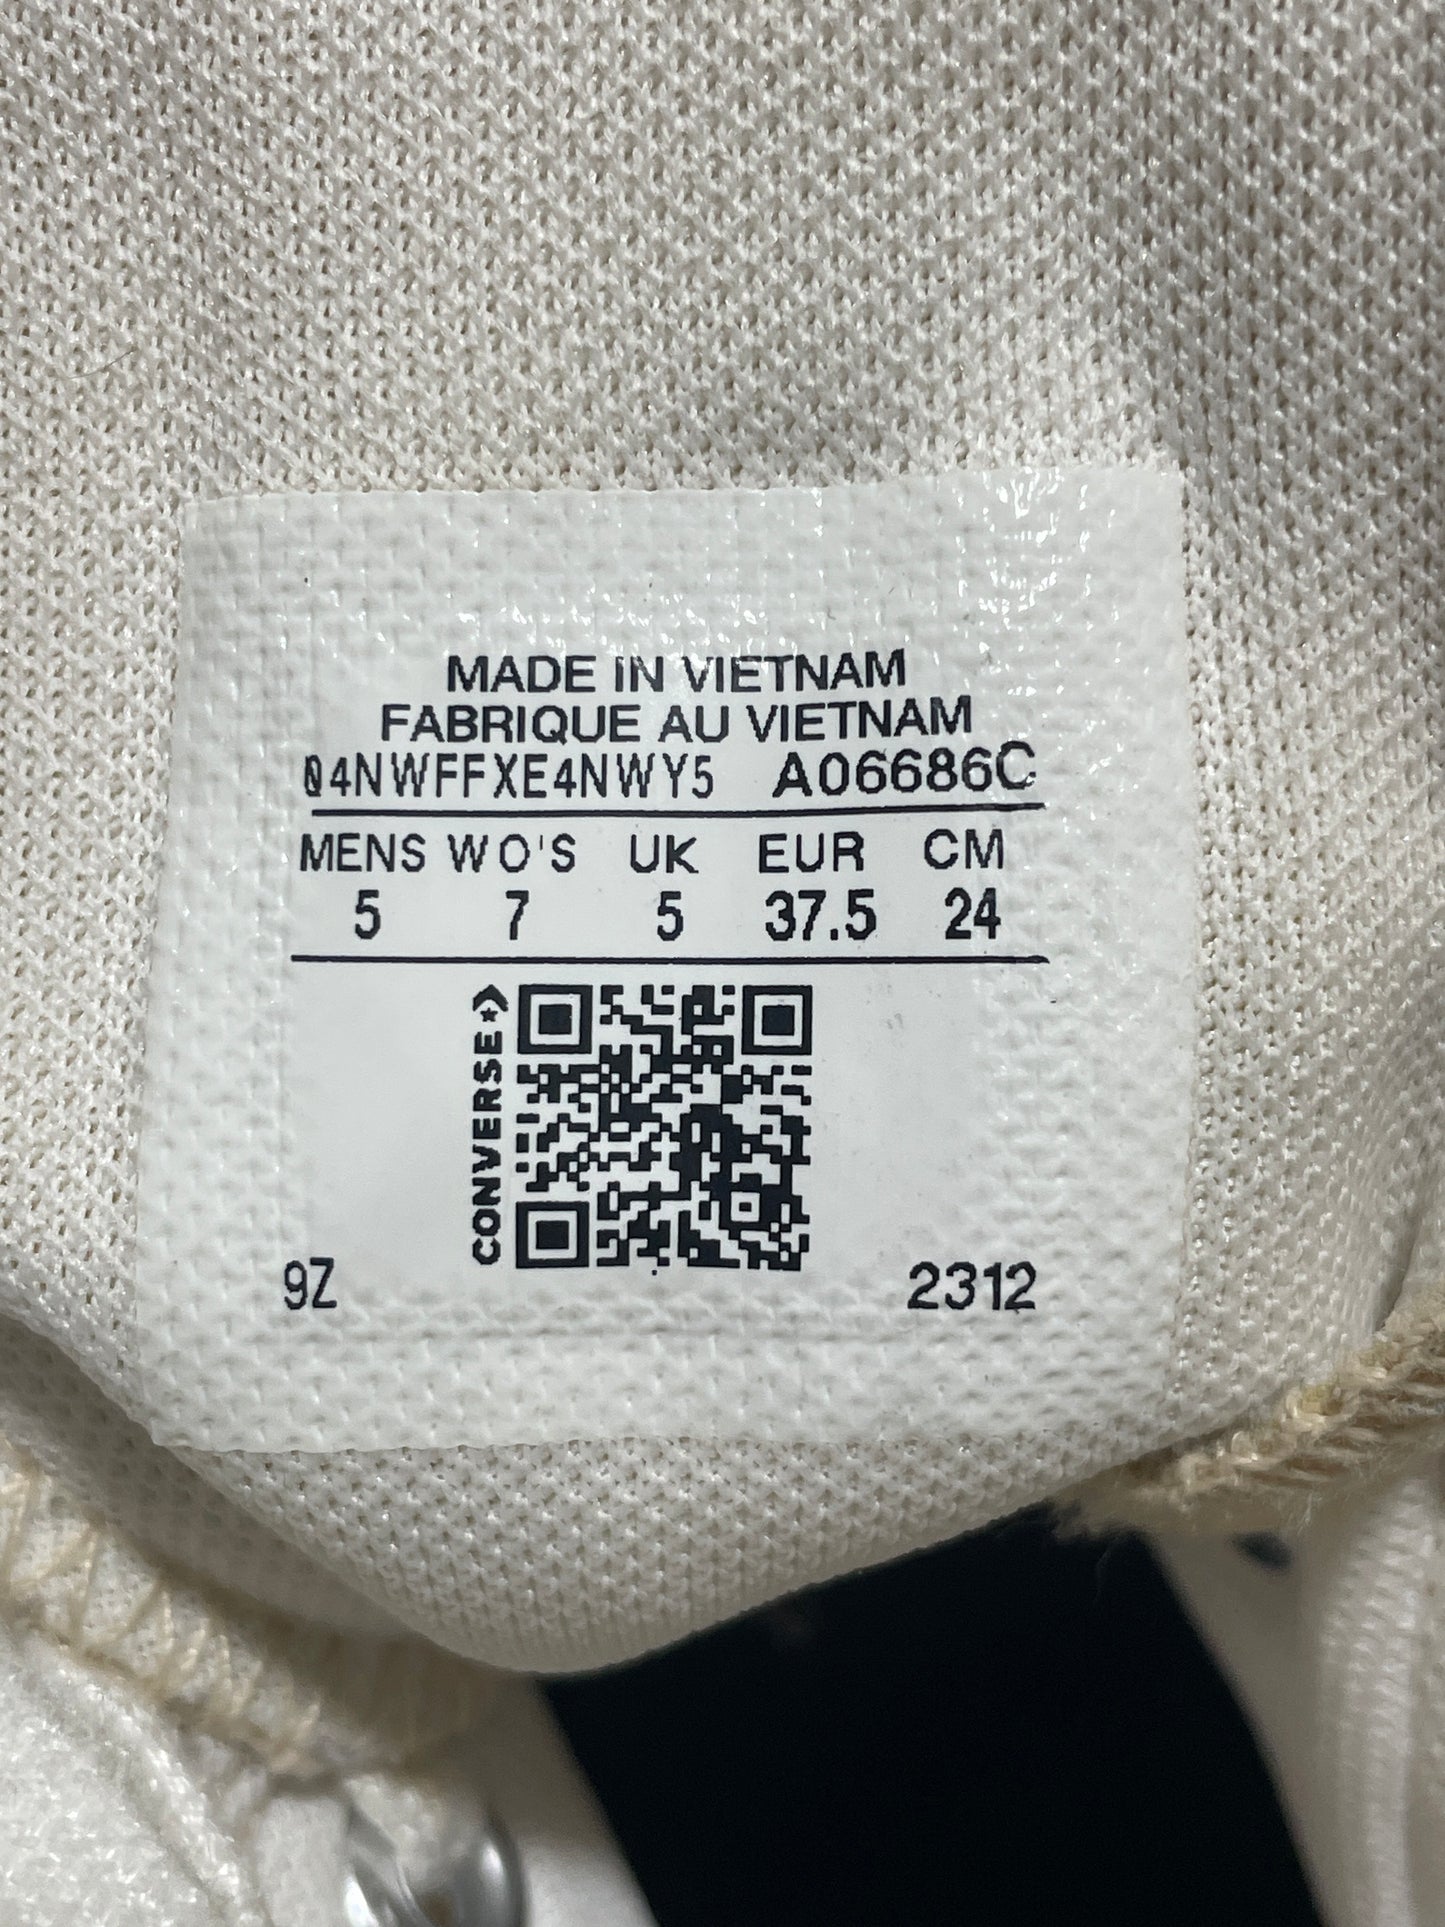 MADE IN VIETNAM
FABRIQUE AU VIETNAM
04NWFFXE4NWY5 A06686C
MENS WO'S UK EUR CM
5 7 5 37.5 24
CONVERSE
9Z 2312